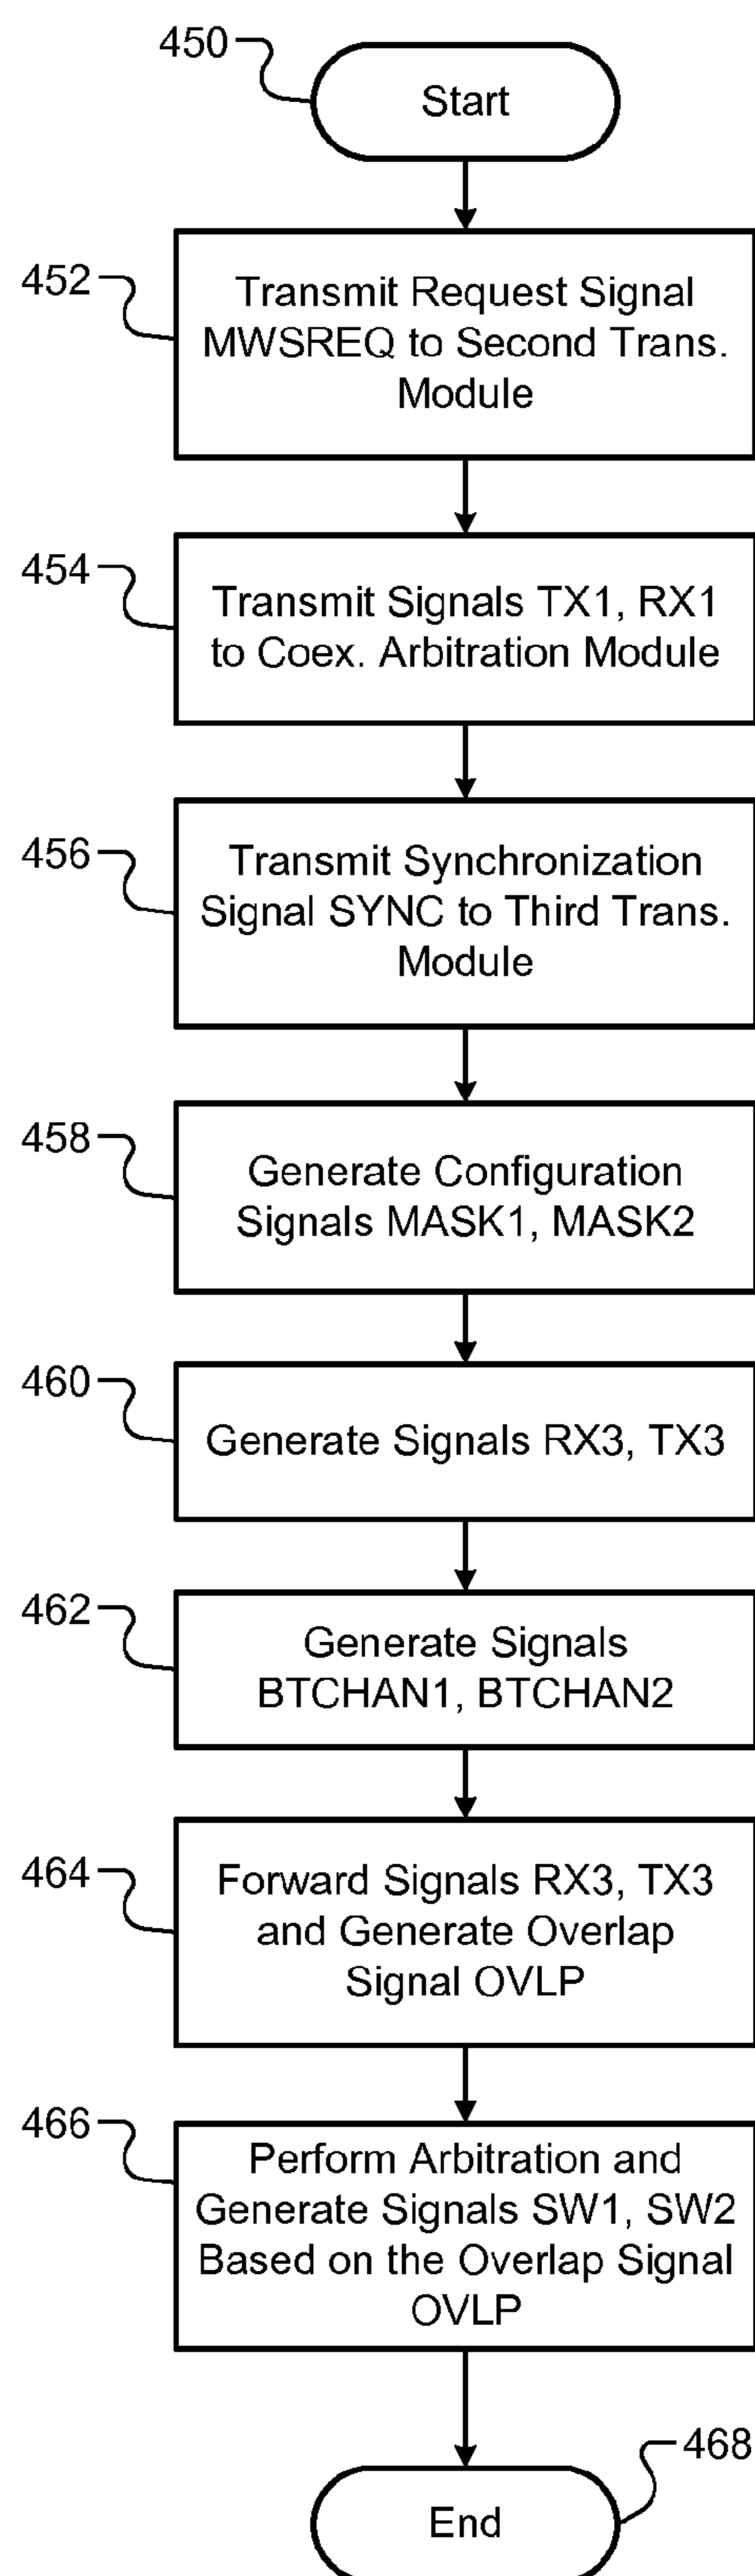 450
Start
452
Transmit Request Signal
MWSREQ to Second Trans.
Module
454
Transmit Signals TX1, RX1
to Coex. Arbitration Module
456
Transmit Synchronization
Signal SYNC to Third Trans.
Module
458
Generate Configuration
Signals MASK1, MASK2
460
Generate Signals RX3, TX3
462
Generate Signals
BTCHAN1, BTCHAN2
464
Forward Signals RX3, TX3
and Generate Overlap
Signal OVLP
466
Perform Arbitration and
Generate Signals SW1, SW2
Based on the Overlap Signal
OVLP
468
End